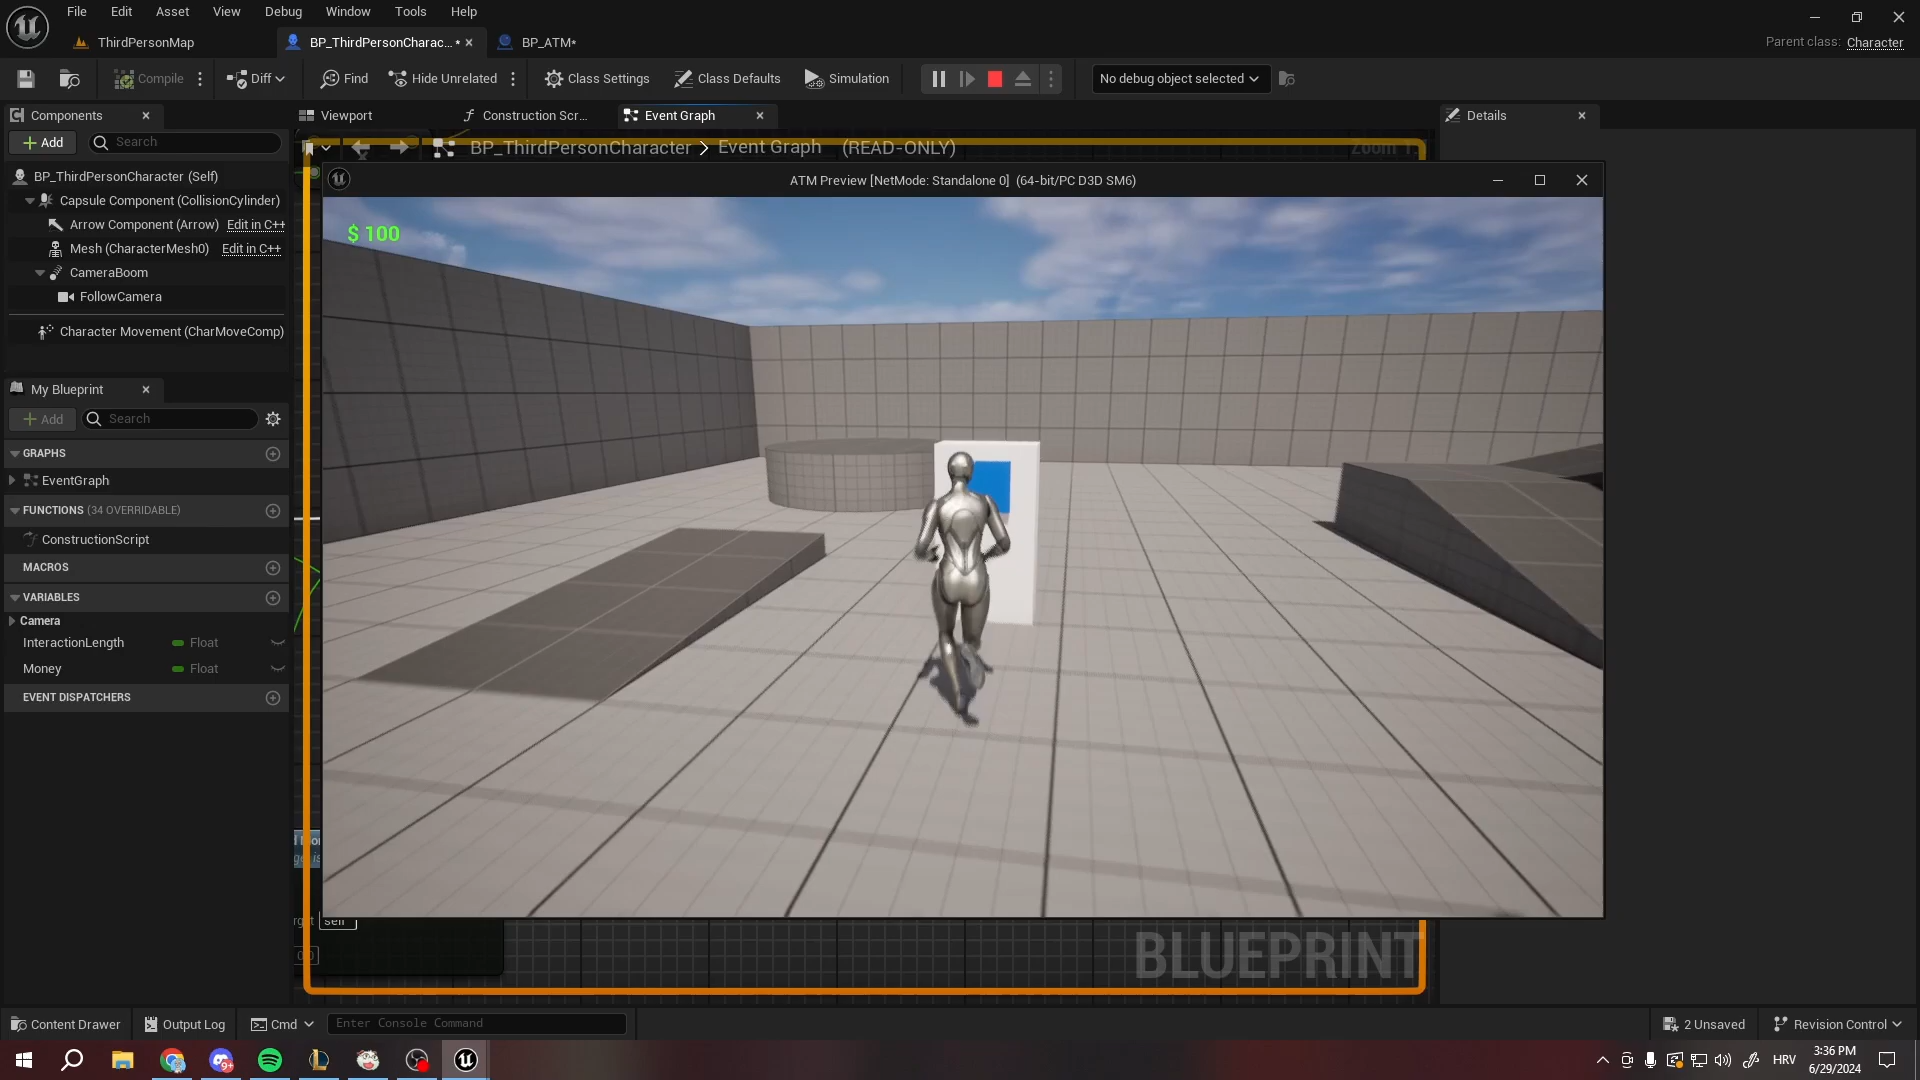 File Edit Asset View Debug Window Tools Help
ThirdPersonMap
BP_ThirdPersonCharac... *
BP_ATM*
Parent class: Character
Compile
Diff
Find
Hide Unrelated
Class Settings
Class Defaults
Simulation
No debug object selected
Components
Viewport
Construction Scr...
Event Graph
Details
Add
Search
BP_ThirdPersonCharacter > Event Graph (READ-ONLY)
BP_ThirdPersonCharacter (Self)
Capsule Component (CollisionCylinder)
Arrow Component (Arrow) Edit in C++
Mesh (CharacterMesh0) Edit in C++
CameraBoom
FollowCamera
Character Movement (CharMoveComp)
ATM Preview [NetMode: Standalone 0] (64-bit/PC D3D SM6)
$ 100
My Blueprint
Add
Search
GRAPHS
EventGraph
FUNCTIONS (34 OVERRIDABLE)
ConstructionScript
MACROS
VARIABLES
Camera
InteractionLength Float
Money Float
EVENT DISPATCHERS
self
BLUEPRINT
Content Drawer
Output Log
Cmd
Enter Console Command
2 Unsaved
Revision Control
9+
HRV
3:36 PM
6/29/2024